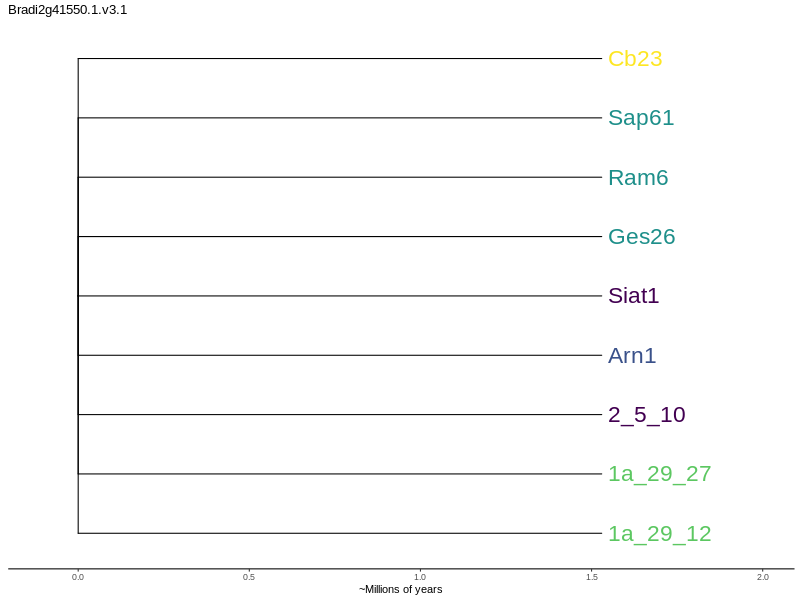 Bradi2g41550.1.v3.1
Cb23
Sap61
Ram6
Ges26
Siat1
Arn1
2_5_10
1a_29_27
1a_29_12
0.0 0.5 1.0 1.5 2.0
~Millions of years